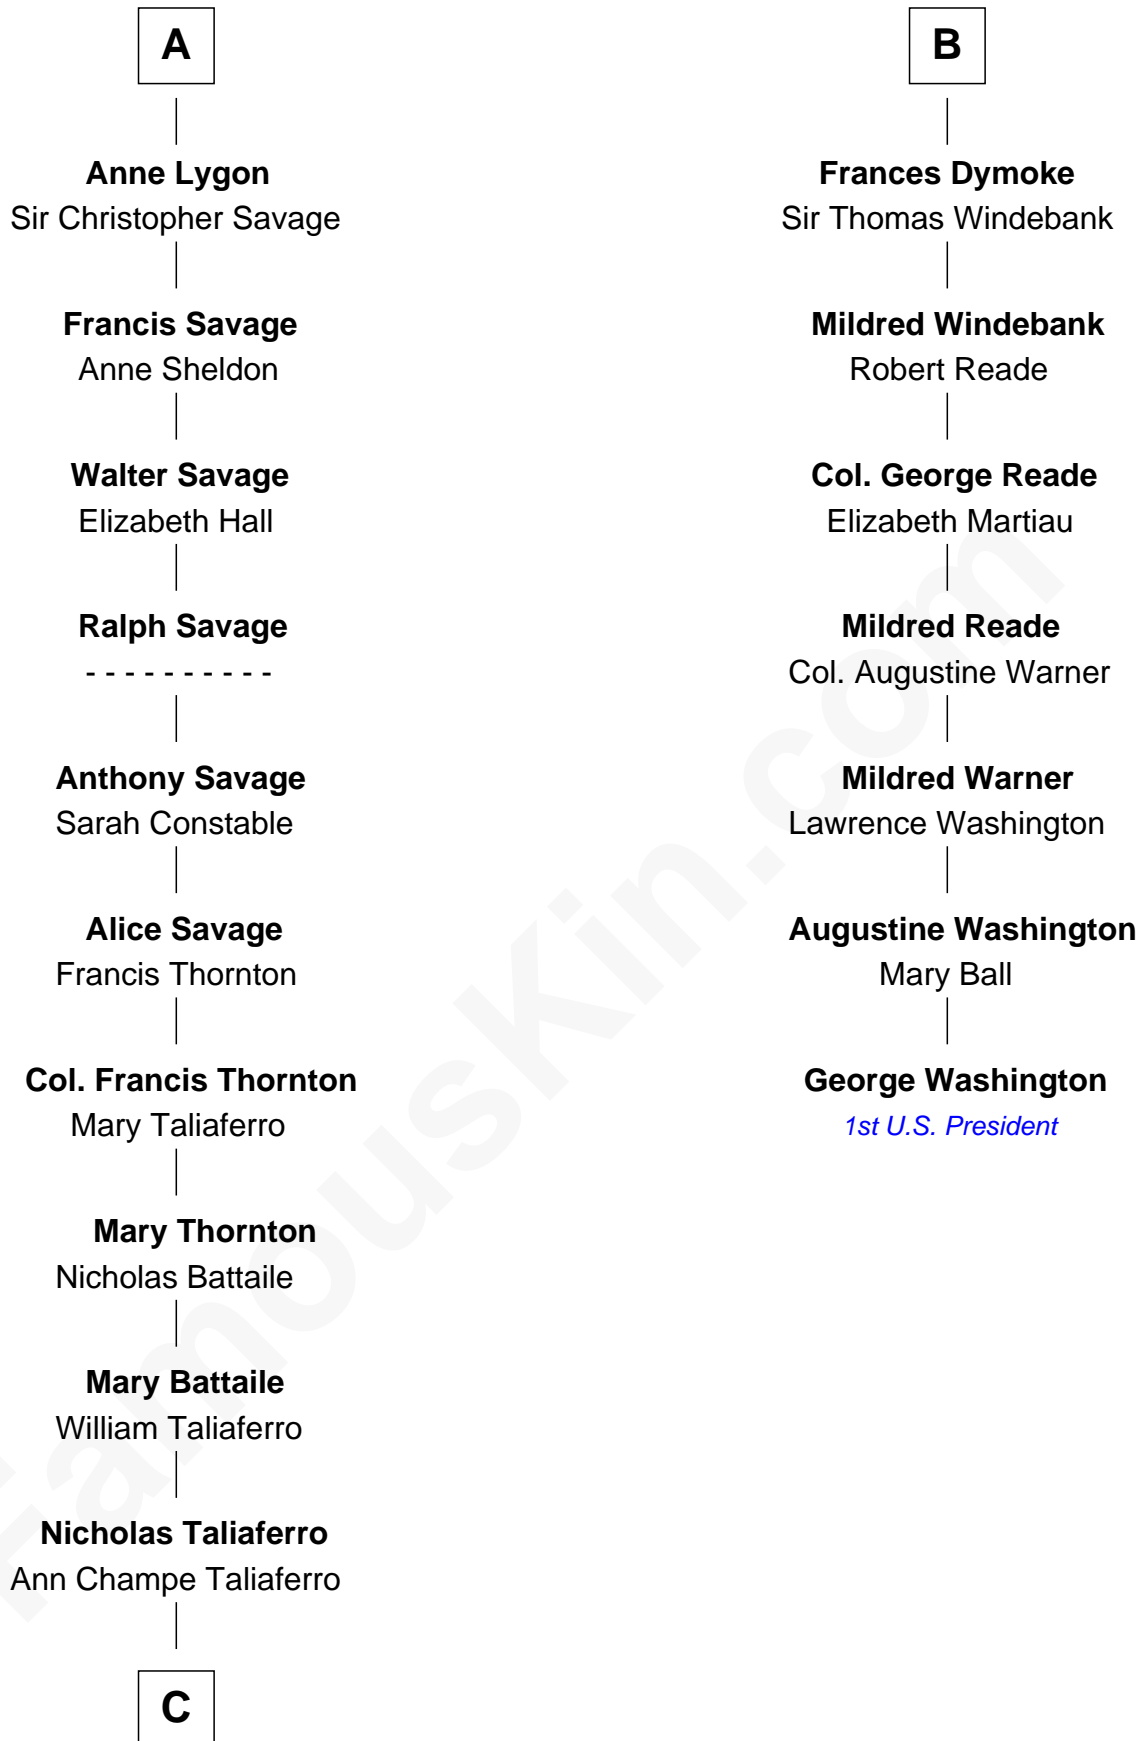 A
Anne Lygon
Sir Christopher Savage
Francis Savage
Anne Sheldon
Walter Savage
Elizabeth Hall
Ralph Savage
- - - - - - - - - -
Anthony Savage
Sarah Constable
Alice Savage
Francis Thornton
Col. Francis Thornton
Mary Taliaferro
Mary Thornton
Nicholas Battaile
Mary Battaile
William Taliaferro
Nicholas Taliaferro
Ann Champe Taliaferro
C
B
Frances Dymoke
Sir Thomas Windebank
Mildred Windebank
Robert Reade
Col. George Reade
Elizabeth Martiau
Mildred Reade
Col. Augustine Warner
Mildred Warner
Lawrence Washington
Augustine Washington
Mary Ball
George Washington
1st U.S. President
FamousKin.com